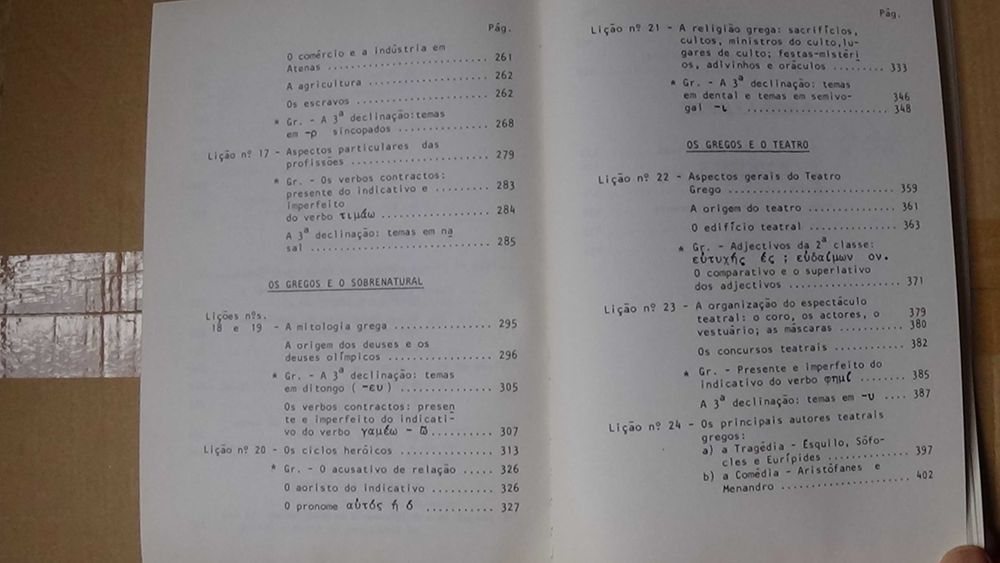 Pág.
O comércio e a indústria em
Atenas ........................ 261
A agricultura .................. 262
Os escravos .................... 262
* Gr. - A 3ª declinação:temas
em -ρ sincopados .............. 268
Lição nº 17 - Aspectos particulares das
profissões ..................... 279
* Gr. - Os verbos contractos:
presente do indicativo e ........ 283
imperfeito
do verbo τιμάω ................ 284
A 3ª declinação: temas em na
sal ............................ 285
OS GREGOS E O SOBRENATURAL
Lições nºs.
18 e 19 - A mitologia grega .............. 295
A origem dos deuses e os
deuses olímpicos ............... 296
* Gr. - A 3ª declinação: temas
em ditongo (-ευ) .............. 305
Os verbos contractos: presen
te e imperfeito do indicati-
vo do verbo γαμέω - ῶ.......... 307
Lição nº 20 - Os ciclos heróicos ............. 313
* Gr. - O acusativo de relação ..... 326
O aoristo do indicativo ......... 326
O pronome αὐτός ἡ ό ........... 327
Pág.
Lição nº 21 - A religião grega: sacrifícios,
cultos, ministros do culto,lu-
gares de culto; festas-mistéri
os, adivinhos e oráculos ........ 333
* Gr. - A 3ª declinação: temas
em dental e temas em semivo- 346
gal -ι ................... 348
OS GREGOS E O TEATRO
Lição nº 22 - Aspectos gerais do Teatro
Grego .......................... 359
A origem do teatro .............. 361
O edifício teatral .............. 363
* Gr. - Adjectivos da 2ª classe:
εὐτυχής ές ; εὐδαίμων ον.
O comparativo e o superlativo
dos adjectivos .................. 371
Lição nº 23 - A organização do espectáculo
teatral: o coro, os actores, o 379
vestuário; as máscaras ........... 380
Os concursos teatrais ........... 382
* Gr. - Presente e imperfeito do
indicativo do verbo φημί ........ 385
A 3ª declinação: temas em -υ .... 387
Lição nº 24 - Os principais autores teatrais
gregos:
a) a Tragédia - Ésquilo, Sófo-
cles e Eurípides ................ 397
b) a Comédia - Aristófanes e
Menandro ....................... 402